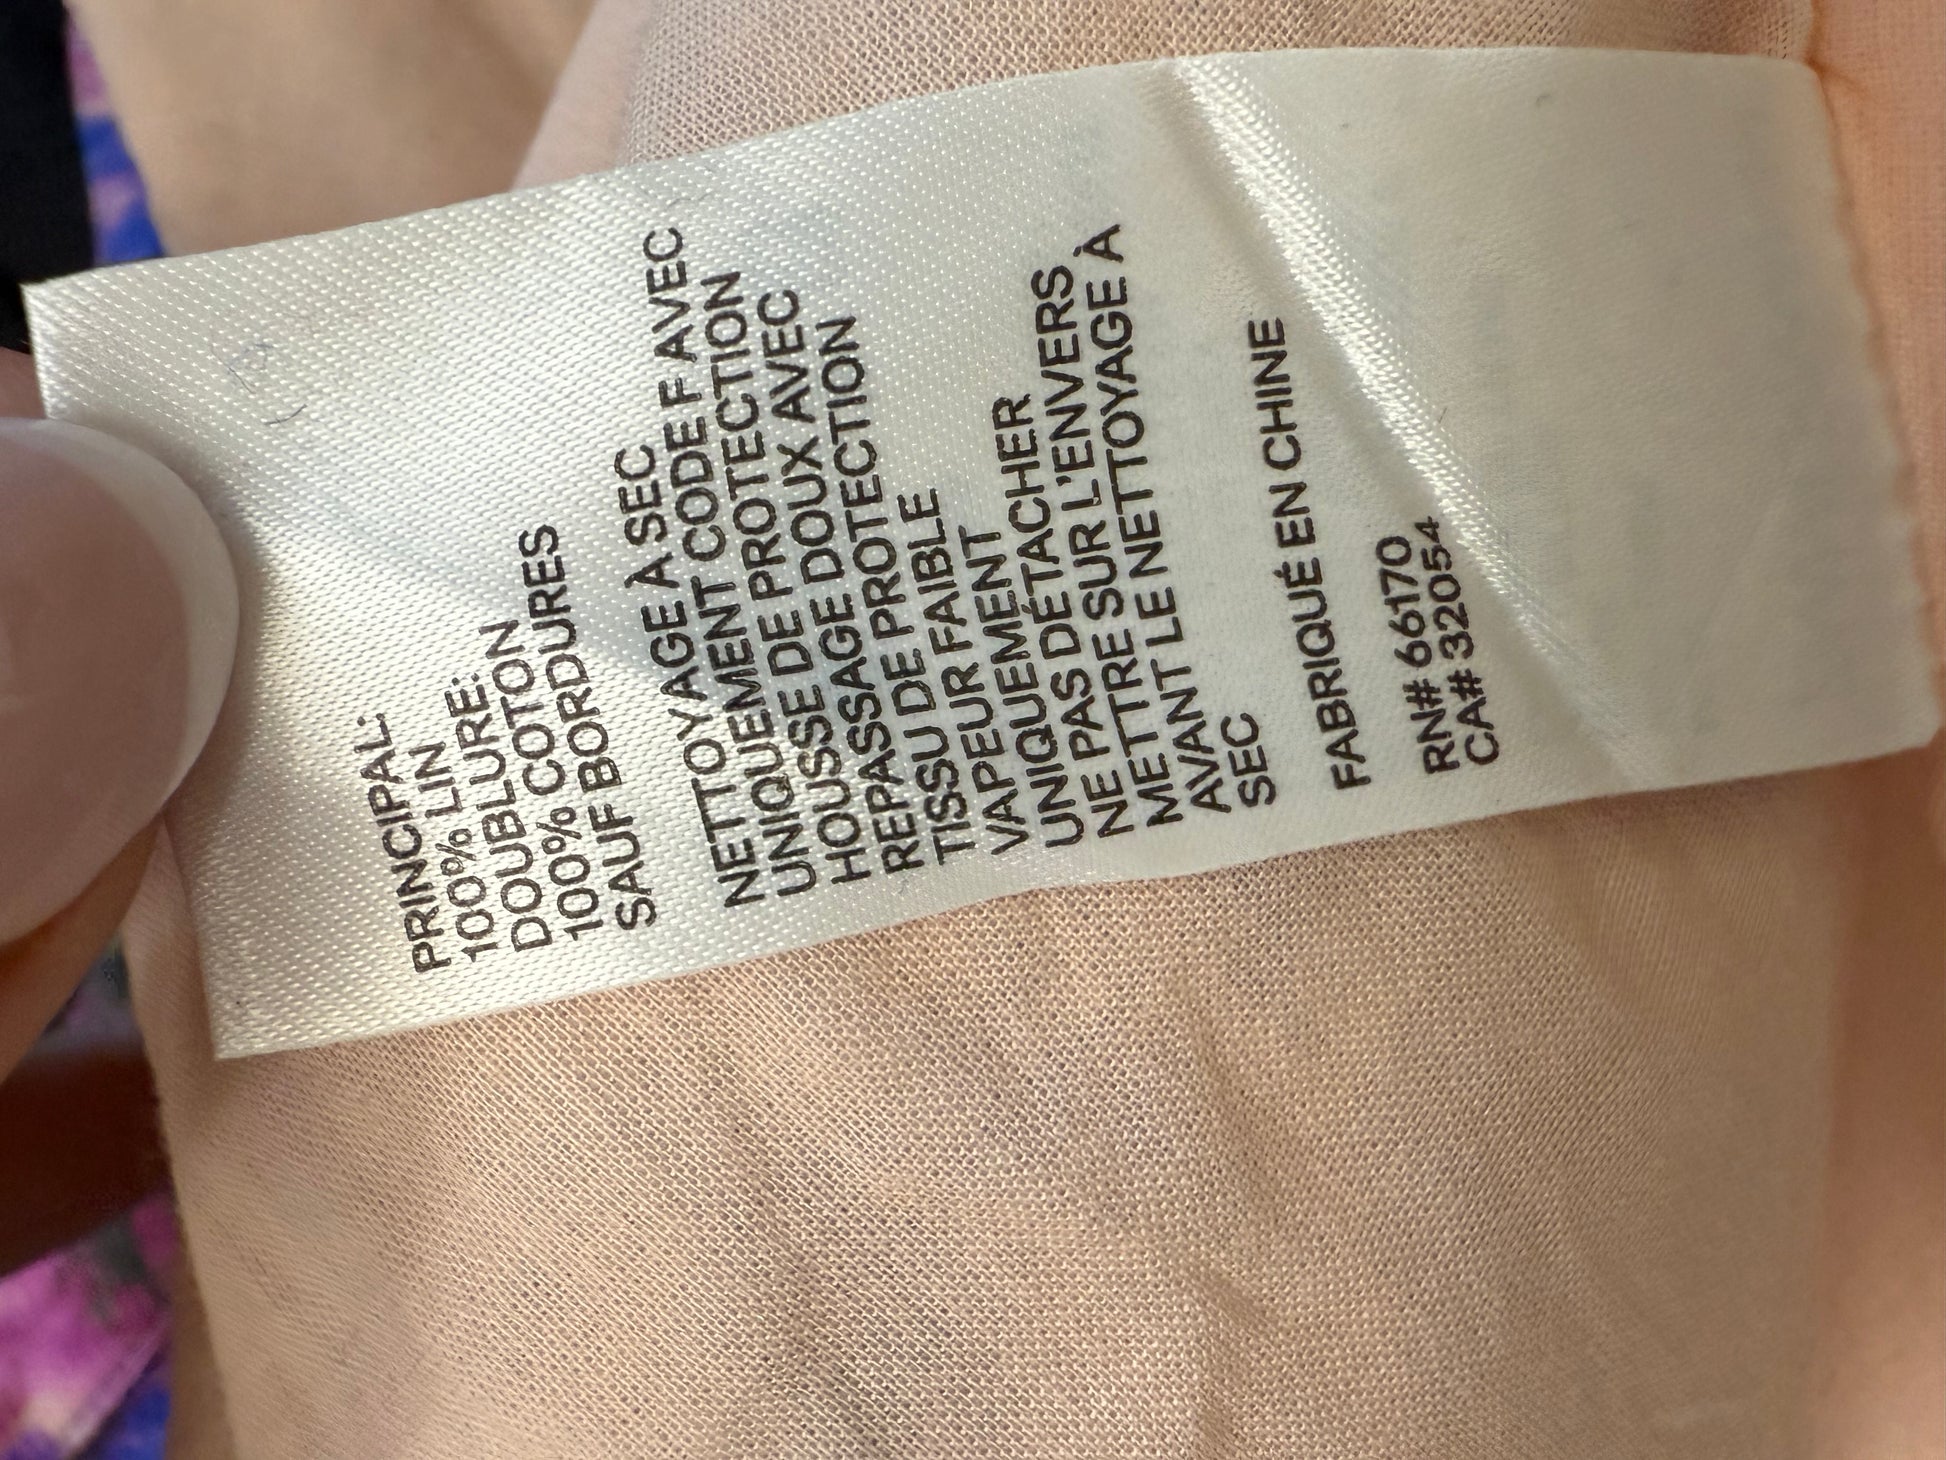 PRINCIPAL:
100% LIN
DOUBLURE:
100% COTON
SAUF BORDURES
NETTOYAGE À SEC
UNIQUEMENT CODE F AVEC
HOUSSE DE PROTECTION
REPASSAGE DOUX AVEC
TISSU DE PROTECTION
VAPEUR FAIBLE
UNIQUEMENT
NE PAS DÉTACHER
METTRE SUR L'ENVERS
AVANT LE NETTOYAGE À
SEC
FABRIQUÉ EN CHINE
RN# 66170
CA# 32054